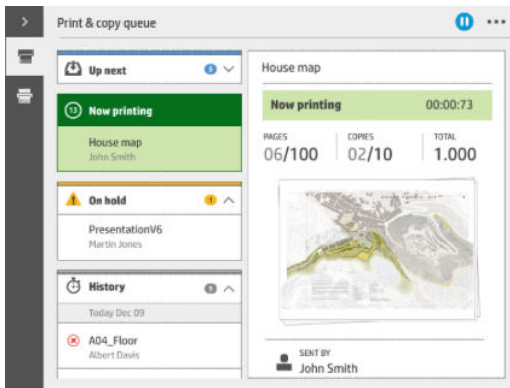 Print & copy queue
Up next
5
13
Now printing
House map
John Smith
On hold
1
PresentationV6
Martin Jones
History
5
Today Dec 09
A04_Floor
Albert Davis
House map
Now printing 00:00:73
PAGES COPIES TOTAL
06/100 02/10 1.000
SENT BY
John Smith